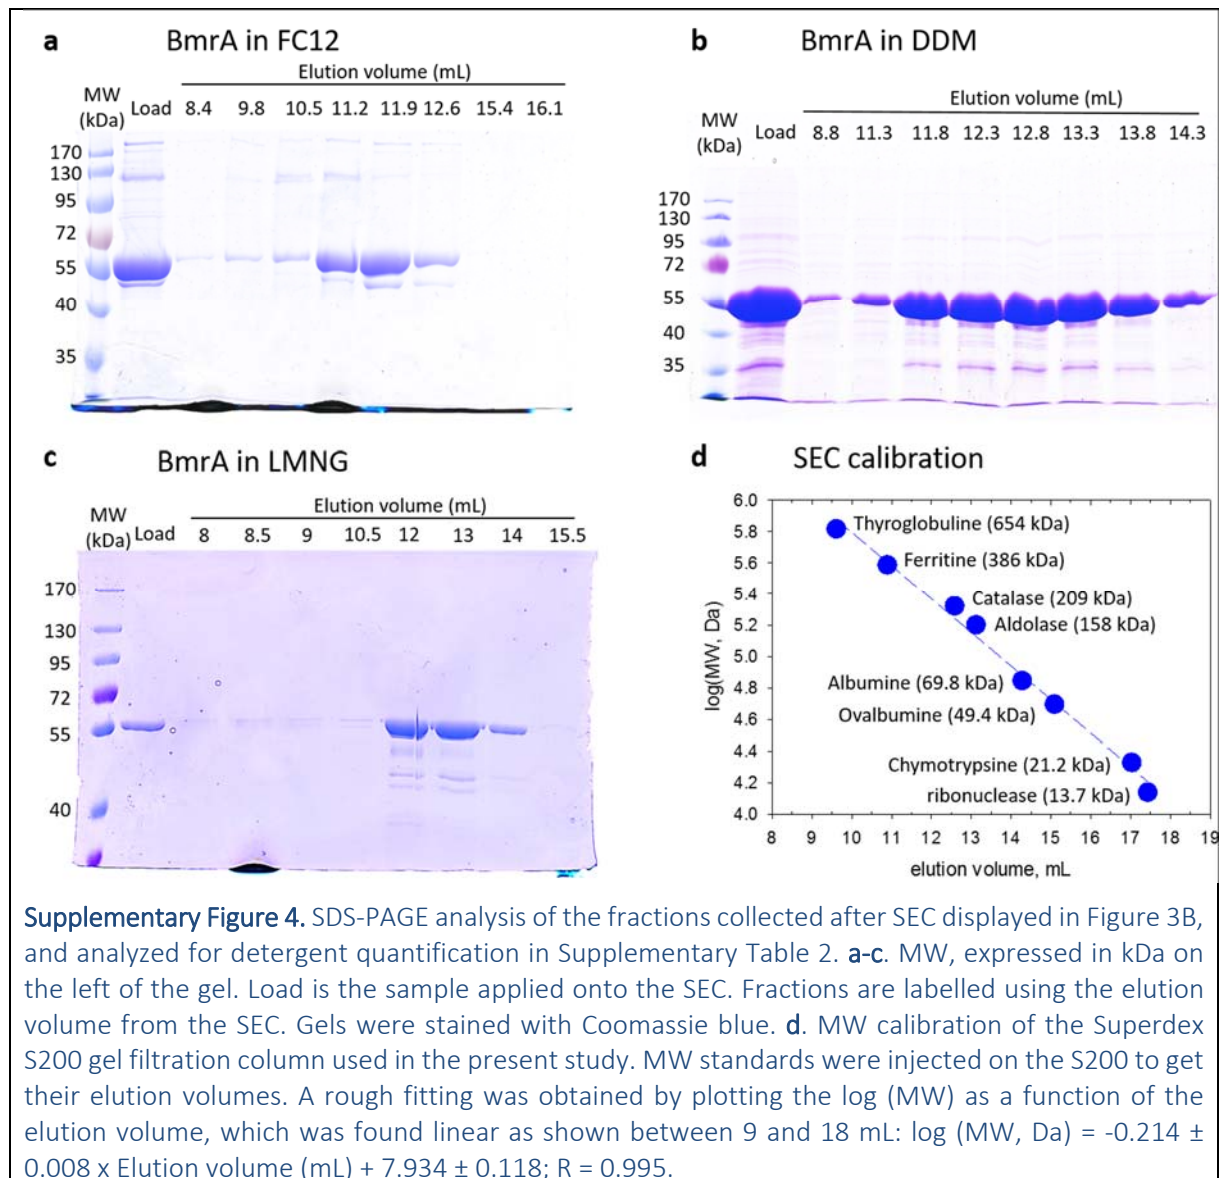 a BmrA in FC12
Elution volume (mL)
MW (kDa) Load 8.4 9.8 10.5 11.2 11.9 12.6 15.4 16.1
170
130
95
72
55
40
35
b BmrA in DDM
Elution volume (mL)
MW (kDa) Load 8.8 11.3 11.8 12.3 12.8 13.3 13.8 14.3
170
130
95
72
55
40
35
c BmrA in LMNG
Elution volume (mL)
MW (kDa) Load 8 8.5 9 10.5 12 13 14 15.5
170
130
95
72
55
40
d SEC calibration
log(MW, Da)
6.0
5.8
5.6
5.4
5.2
5.0
4.8
4.6
4.4
4.2
4.0
Thyroglobuline (654 kDa)
Ferritine (386 kDa)
Catalase (209 kDa)
Aldolase (158 kDa)
Albumine (69.8 kDa)
Ovalbumine (49.4 kDa)
Chymotrypsine (21.2 kDa)
ribonuclease (13.7 kDa)
8 9 10 11 12 13 14 15 16 17 18 19
elution volume, mL
Supplementary Figure 4. SDS-PAGE analysis of the fractions collected after SEC displayed in Figure 3B,
and analyzed for detergent quantification in Supplementary Table 2. a-c. MW, expressed in kDa on
the left of the gel. Load is the sample applied onto the SEC. Fractions are labelled using the elution
volume from the SEC. Gels were stained with Coomassie blue. d. MW calibration of the Superdex
S200 gel filtration column used in the present study. MW standards were injected on the S200 to get
their elution volumes. A rough fitting was obtained by plotting the log (MW) as a function of the
elution volume, which was found linear as shown between 9 and 18 mL: log (MW, Da) = -0.214 ±
0.008 x Elution volume (mL) + 7.934 ± 0.118; R = 0.995.